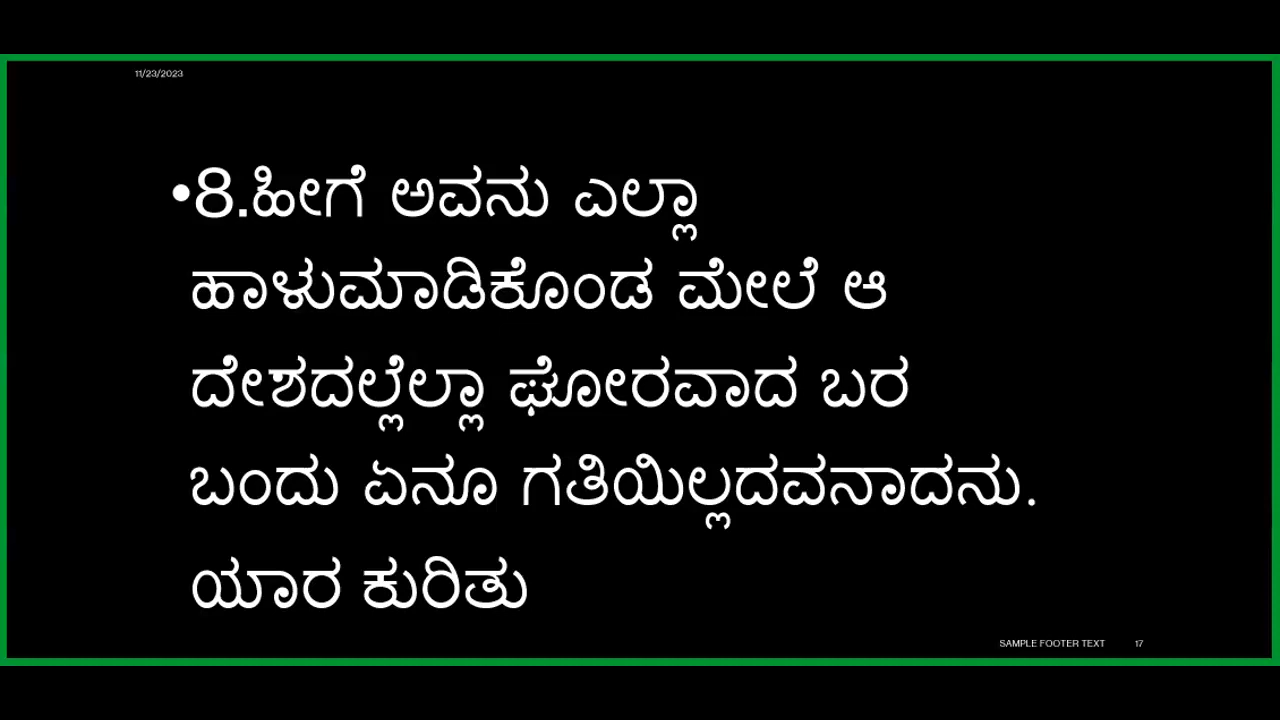 11/23/2023
•8.ಹೀಗೆ ಅವನು ಎಲ್ಲಾ
ಹಾಳುಮಾಡಿಕೊಂಡ ಮೇಲೆ ಆ
ದೇಶದಲ್ಲೆಲ್ಲಾ ಘೋರವಾದ ಬರ
ಬಂದು ಏನೂ ಗತಿಯಿಲ್ಲದವನಾದನು.
ಯಾರ ಕುರಿತು
SAMPLE FOOTER TEXT 17